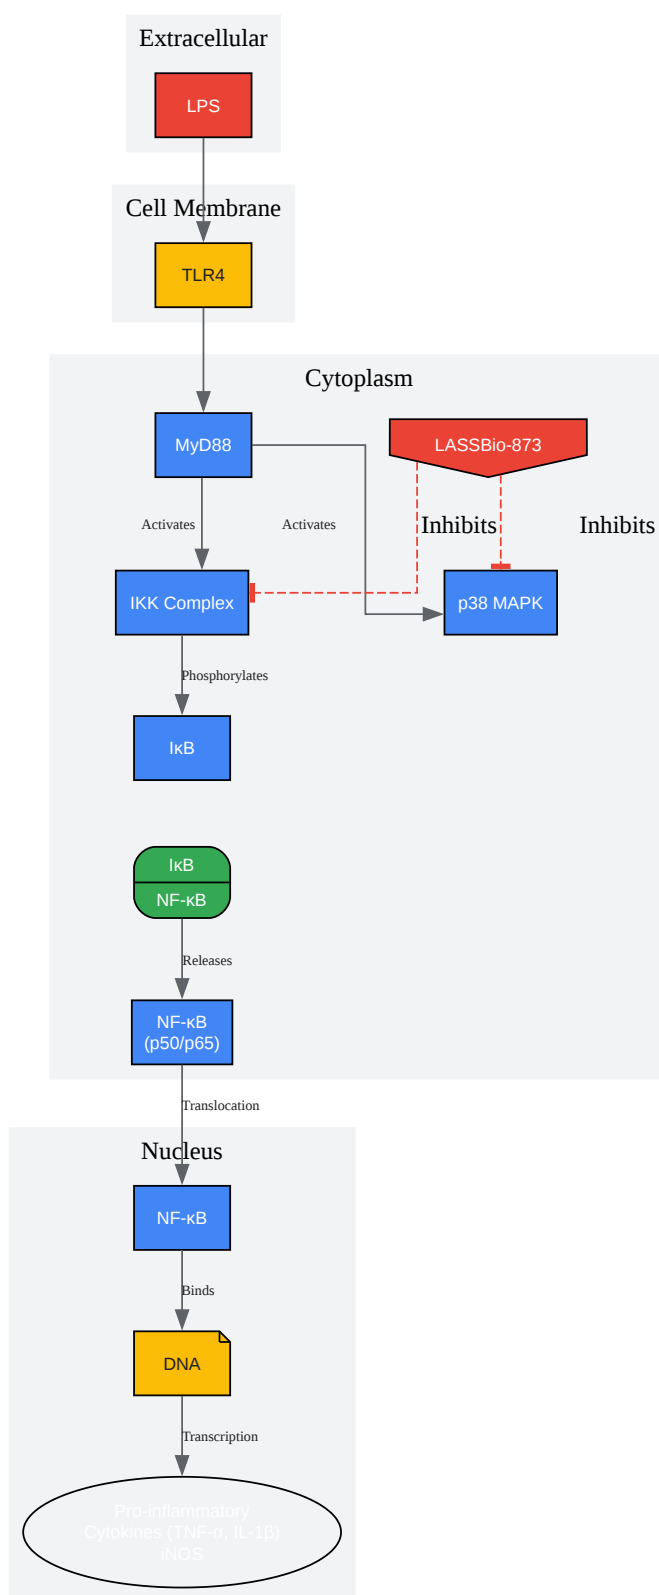 Extracellular
LPS
Cell Membrane
TLR4
Cytoplasm
MyD88
LASSBio-873
Activates
Activates
Inhibits
Inhibits
IKK Complex
p38 MAPK
Phosphorylates
IκB
IκB
NF-κB
Releases
NF-κB
(p50/p65)
Translocation
Nucleus
NF-κB
Binds
DNA
Transcription
Pro-inflammatory
Cytokines (TNF-α, IL-1β)
iNOS